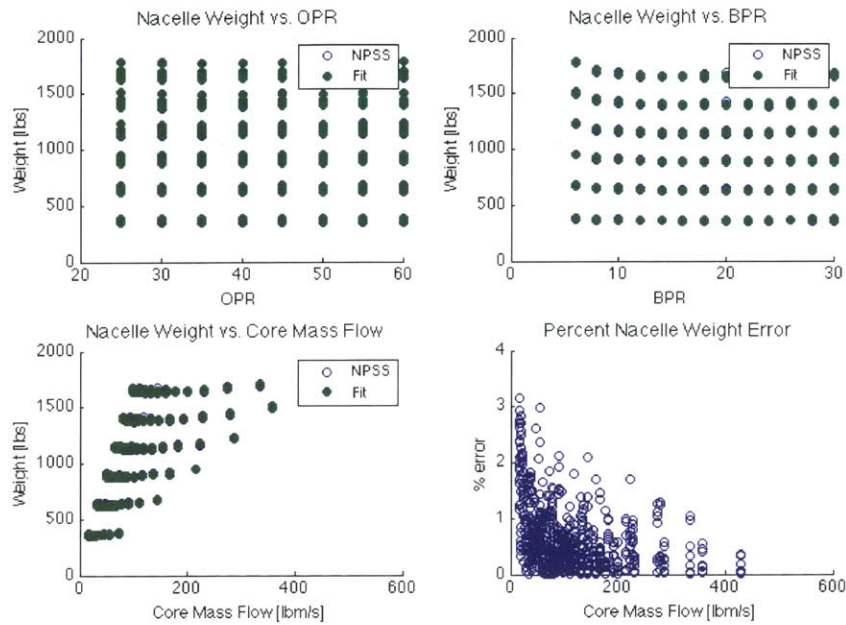 Nacelle Weight vs. OPR
2000
1500
1000
500
0
Weight [lbs]
NPSS
Fit
20
30
40
50
60
OPR
Nacelle Weight vs. BPR
2000
1500
1000
500
0
Weight [lbs]
NPSS
Fit
0
10
20
30
BPR
Nacelle Weight vs. Core Mass Flow
2000
1500
1000
500
0
Weight [lbs]
NPSS
Fit
0
200
400
600
Core Mass Flow [lbm/s]
Percent Nacelle Weight Error
4
3
2
1
0
% error
0
200
400
600
Core Mass Flow [lbm/s]